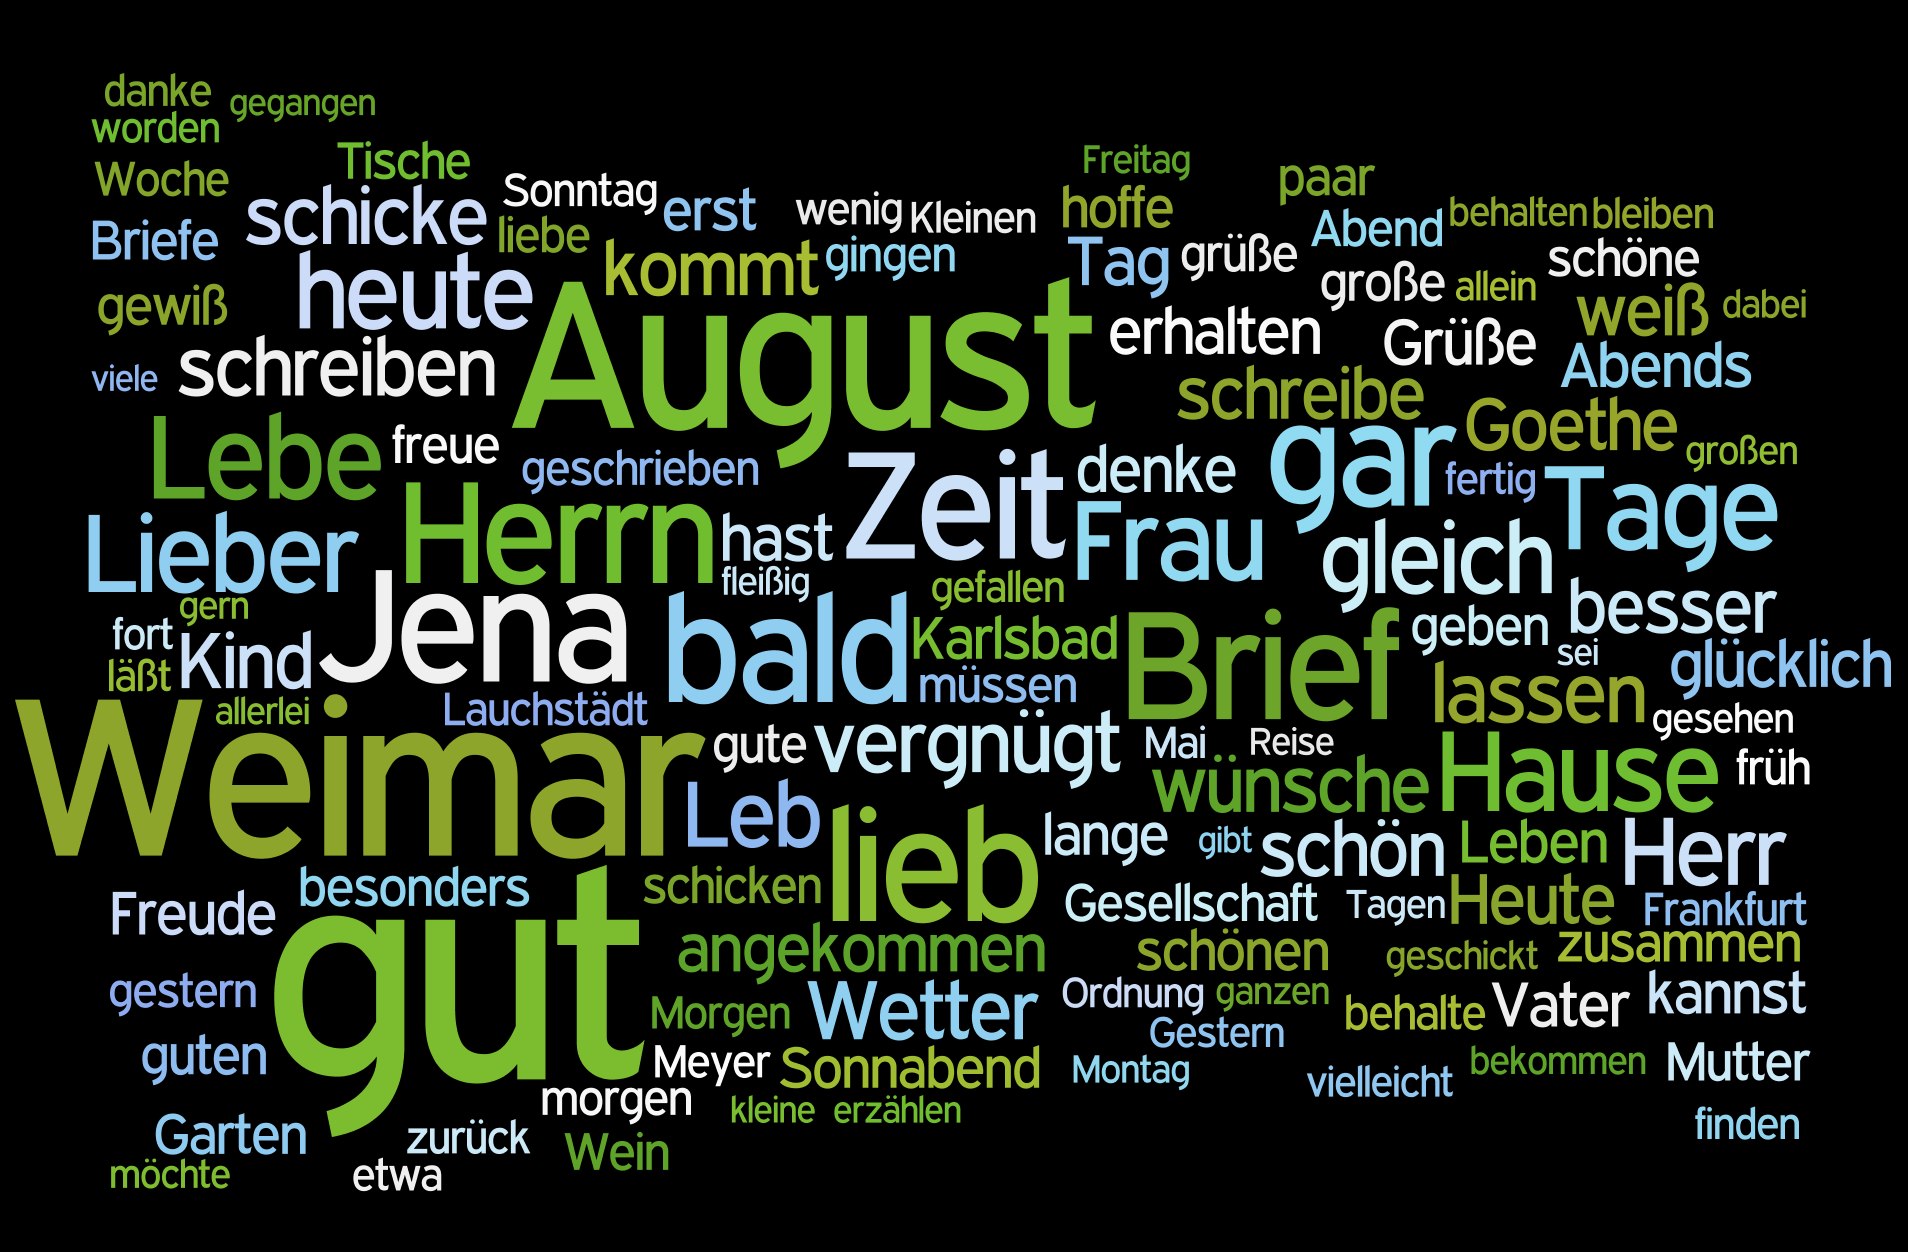 danke
gegangen
worden
Tische
Freitag
Woche
Sonntag
paar
schicke
erst
wenig
Kleinen
hoffe
behalten
bleiben
Briefe
liebe
Abend
kommt
gingen
Tag
grüße
schöne
heute
große
allein
gewiß
weiß
dabei
August
erhalten
Grüße
viele
schreiben
Abends
schreibe
Lebe
freue
Goethe
geschrieben
Zeit
denke
gar
großen
fertig
Tage
Lieber
Herrn
hast
Frau
gleich
fleißig
gefallen
gern
besser
fort
Jena
bald
Karlsbad
Brief
geben
Kind
sei
läßt
müssen
glücklich
allerlei
Lauchstädt
lassen
gesehen
Weimar
gute
vergnügt
Mai
Reise
Hause
früh
wünsche
Leb
lieb
lange
gibt
schön
Leben
Herr
besonders
schicken
Freude
Gesellschaft
Tagen
Heute
Frankfurt
gut
angekommen
schönen
geschickt
zusammen
gestern
Morgen
Wetter
Ordnung
ganzen
behalte
Vater
kannst
Gestern
guten
Meyer
Sonnabend
Montag
vielleicht
bekommen
Mutter
morgen
kleine
erzählen
Garten
zurück
Wein
finden
möchte
etwa